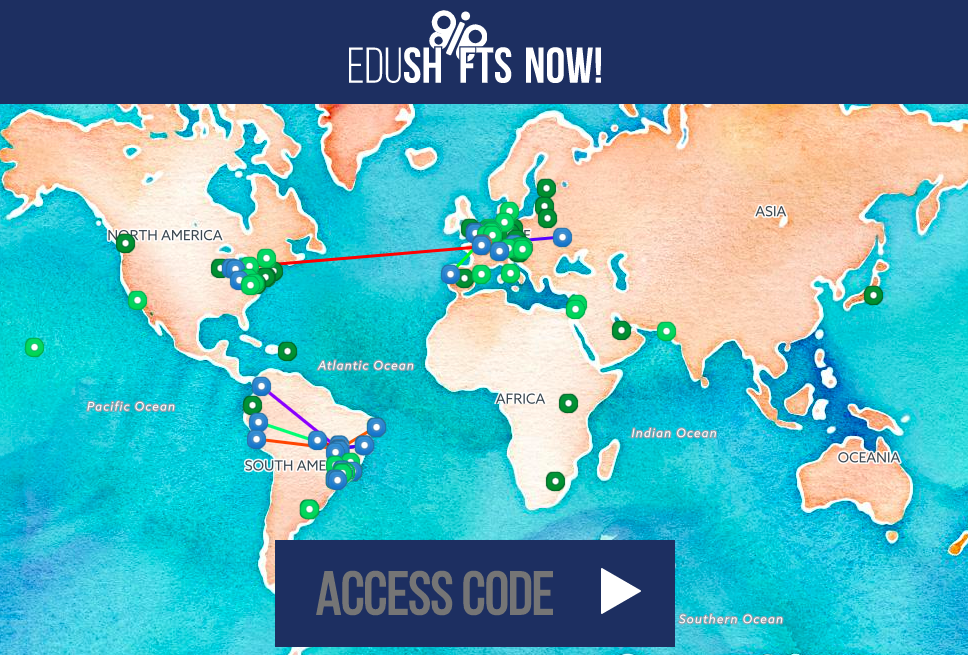 EDUSH FTS NOW!
ASIA
NORTH AMERICA
E
Atlantic Ocean
AFRICA
Pacific Ocean
Indian Ocean
OCEANIA
SOUTH AME
ACCESS CODE
Southern Ocean